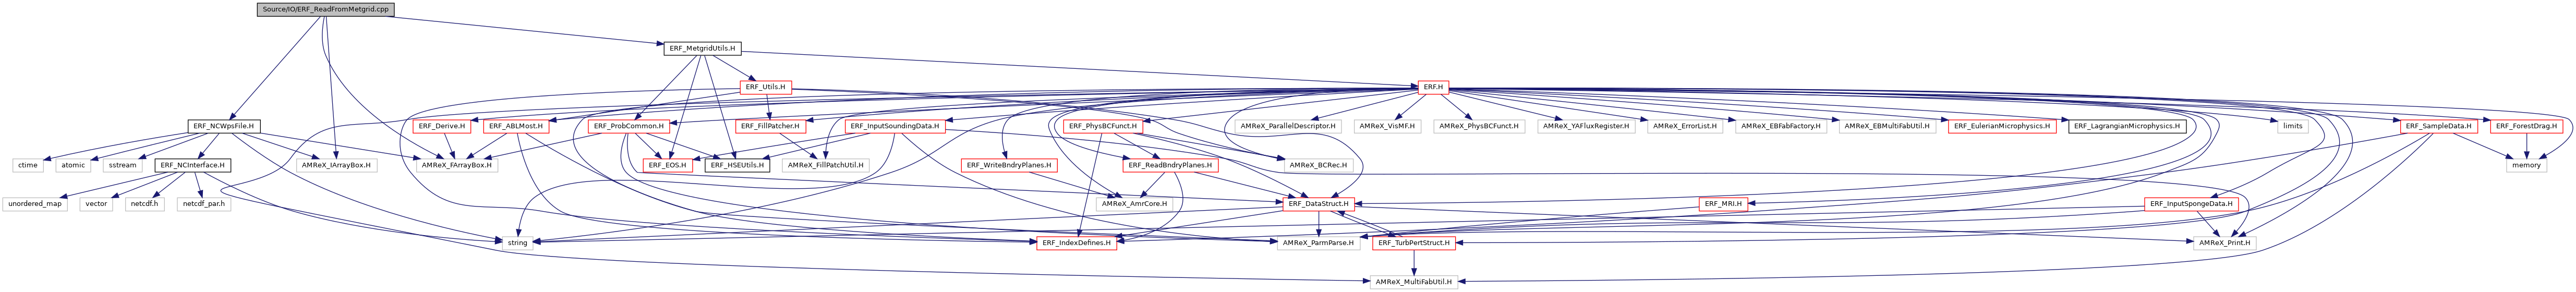 Source/IO/ERF_ReadFromMetgrid.cpp
ERF_MetgridUtils.H
ERF_Utils.H
ERF.H
ERF_NCWpsFile.H
ERF_Derive.H
ERF_ABLMost.H
ERF_ProbCommon.H
ERF_FillPatcher.H
ERF_InputSoundingData.H
ERF_PhysBCFunct.H
AMReX_ParallelDescriptor.H
AMReX_VisMF.H
AMReX_PhysBCFunct.H
AMReX_YAFluxRegister.H
AMReX_ErrorList.H
AMReX_EBFabFactory.H
AMReX_EBMultiFabUtil.H
ERF_EulerianMicrophysics.H
ERF_LagrangianMicrophysics.H
limits
ERF_SampleData.H
ERF_ForestDrag.H
ctime
atomic
sstream
ERF_NCInterface.H
AMReX_IArrayBox.H
AMReX_FArrayBox.H
ERF_EOS.H
ERF_HSEUtils.H
AMReX_FillPatchUtil.H
ERF_WriteBndryPlanes.H
ERF_ReadBndryPlanes.H
AMReX_BCRec.H
memory
unordered_map
vector
netcdf.h
netcdf_par.h
AMReX_AmrCore.H
ERF_DataStruct.H
ERF_MRI.H
ERF_InputSpongeData.H
string
ERF_IndexDefines.H
AMReX_ParmParse.H
ERF_TurbPertStruct.H
AMReX_Print.H
AMReX_MultiFabUtil.H